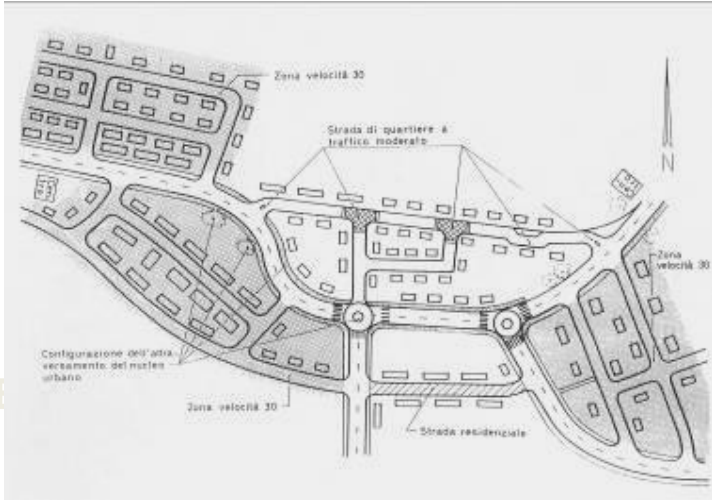 Zona velocità 30
Strada di quartiere a
traffico moderato
N
Zona
velocità 30
Configurazione dell'attra
versamento del nucleo
urbano
Zona velocità 30
Strada residenziale